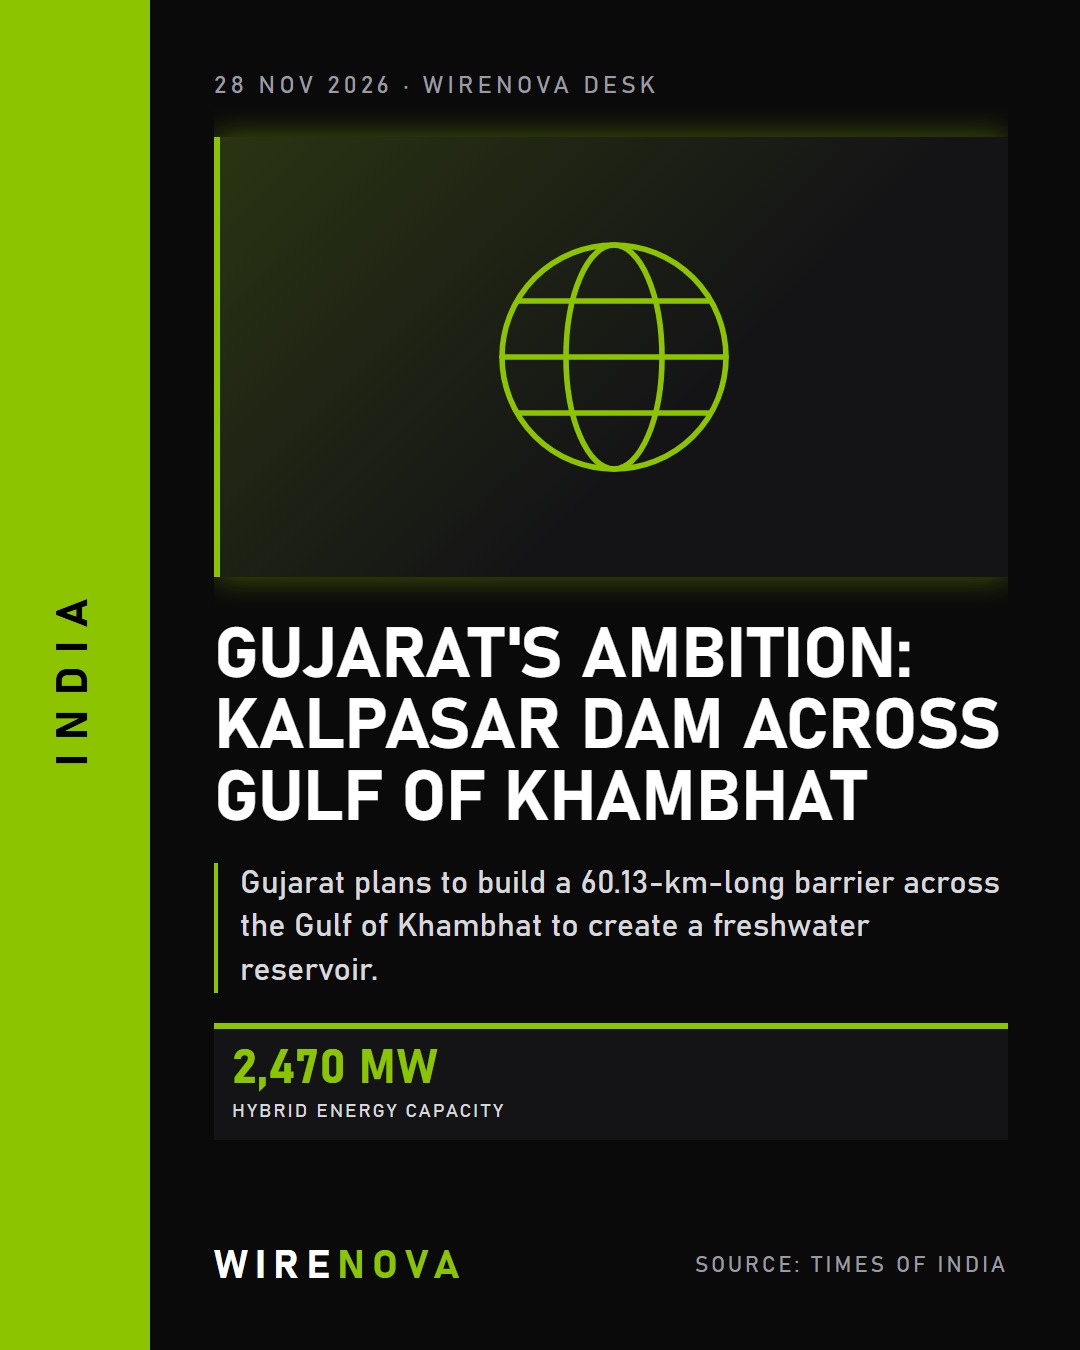 28 NOV 2026 · WIRENOVA DESK
INDIA
GUJARAT'S AMBITION:
KALPASAR DAM ACROSS
GULF OF KHAMBHAT
Gujarat plans to build a 60.13-km-long barrier across
the Gulf of Khambhat to create a freshwater
reservoir.
2,470 MW
HYBRID ENERGY CAPACITY
WIRENOVA
SOURCE: TIMES OF INDIA